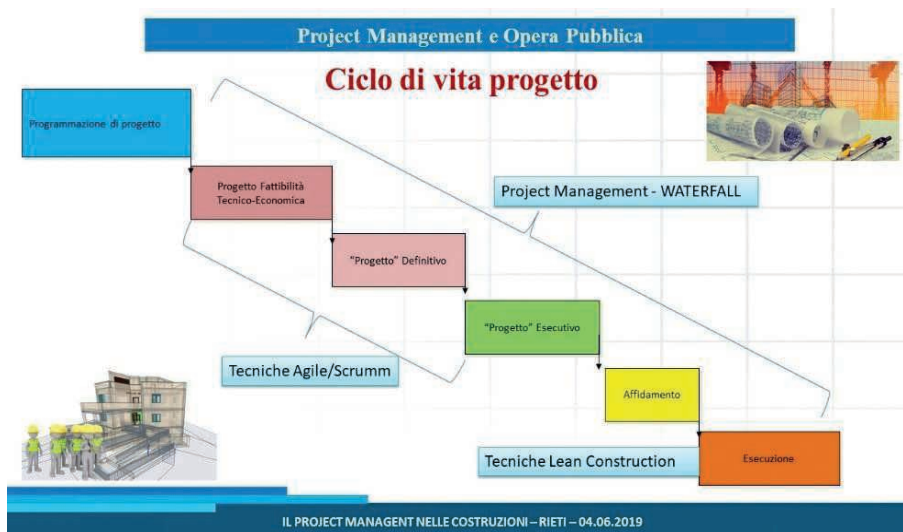 Project Management e Opera Pubblica
Ciclo di vita progetto
Programmazione di progetto
Progetto Fattibilità
Tecnico-Economica
Project Management - WATERFALL
"Progetto" Definitivo
"Progetto" Esecutivo
Tecniche Agile/Scrumm
Affidamento
Tecniche Lean Construction
Esecuzione
IL PROJECT MANAGENT NELLE COSTRUZIONI – RIETI – 04.06.2019